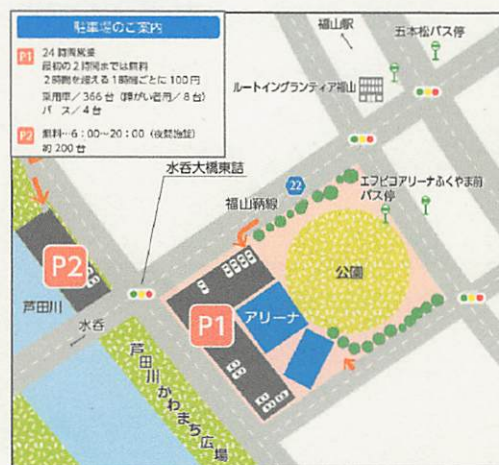 駐車場のご案内
P1
24時間営業
最初の2時間までは無料
2時間を超える1時間ごとに100円
乗用車/366台(障がい者用/8台)
バス/4台
P2
無料…6:00~20:00(夜間施錠)
約200台
福山駅
五本松バス停
ルートイングランティア福山
水呑大橋東詰
22
福山鞆線
エフピコアリーナふくやま前
バス停
公園
P2
芦田川
水呑
P1
アリーナ
芦田川かわまち広場